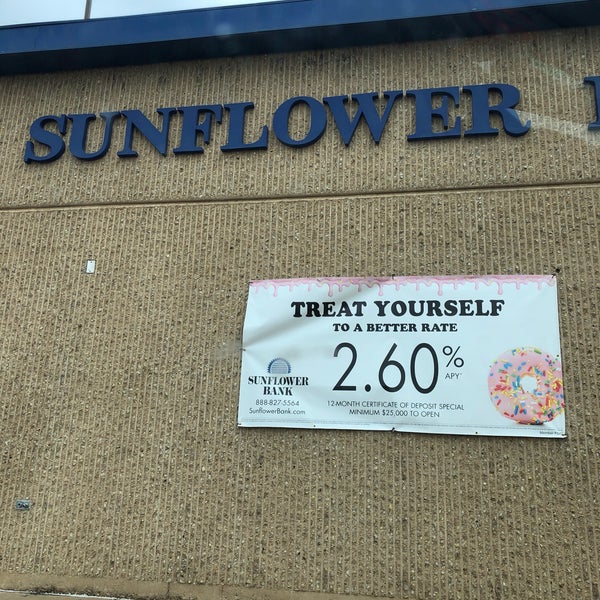 SUNFLOWER
TREAT YOURSELF
TO A BETTER RATE
2.60%
APY*
SUNFLOWER
BANK
888-827-5564
SunflowerBank.com
12-MONTH CERTIFICATE OF DEPOSIT SPECIAL
MINIMUM $25,000 TO OPEN